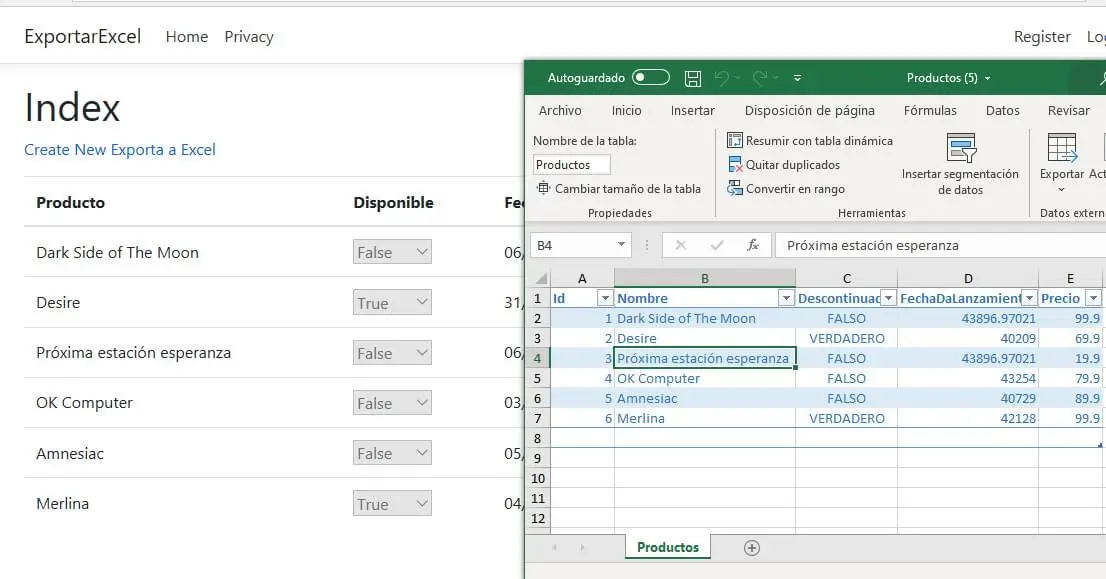 ExportarExcel Home Privacy Register
Index
Create New Exporta a Excel
Producto Disponible
Dark Side of The Moon False 06/
Desire True 31/
Próxima estación esperanza False 06/
OK Computer False 03/
Amnesiac False 05/
Merlina True 04/
Autoguardado Productos (5)
Archivo Inicio Insertar Disposición de página Fórmulas Datos Revisar
Nombre de la tabla:
Productos
Cambiar tamaño de la tabla
Propiedades
Resumir con tabla dinámica
Quitar duplicados
Convertir en rango
Insertar segmentación
de datos
Herramientas
Exportar
Datos extern
B4 fx Próxima estación esperanza
A B C D E
1 Id Nombre Descontinuad FechaDaLanzamient Precio
2 1 Dark Side of The Moon FALSO 43896.97021 99.9
3 2 Desire VERDADERO 40209 69.9
4 3 Próxima estación esperanza FALSO 43896.97021 19.9
5 4 OK Computer FALSO 43254 79.9
6 5 Amnesiac FALSO 40729 89.9
7 6 Merlina VERDADERO 42128 99.9
8
9
10
11
12
Productos